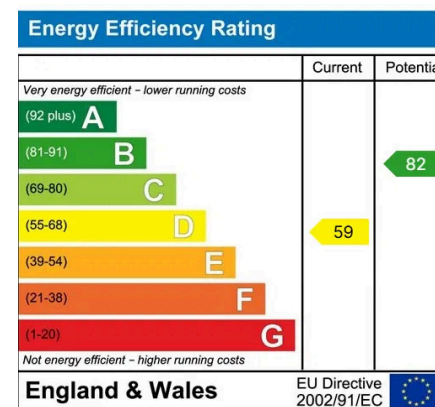 Energy Efficiency Rating
Current Potentia
Very energy efficient – lower running costs
(92 plus) A
(81-91) B
82
(69-80) C
(55-68) D
59
(39-54) E
(21-38) F
(1-20) G
Not energy efficient – higher running costs
England & Wales
EU Directive
2002/91/EC